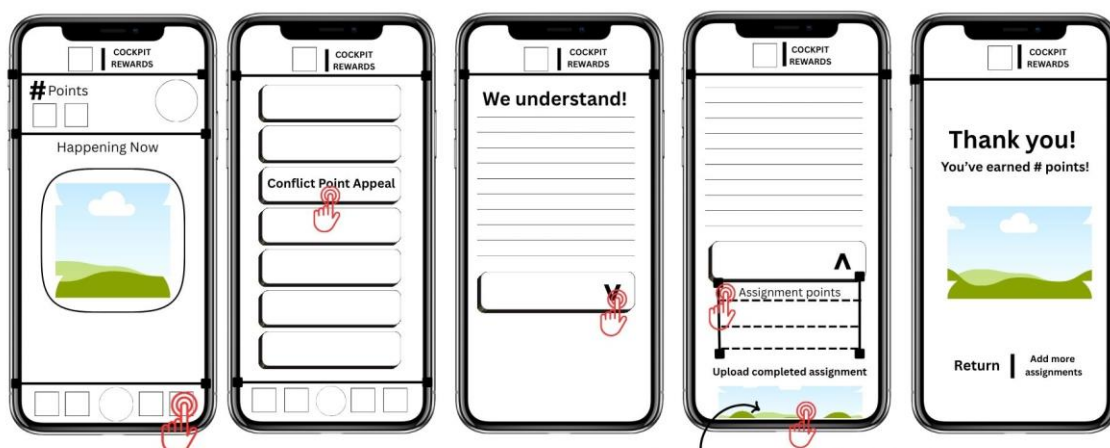 COCKPIT
REWARDS
#Points
Happening Now
COCKPIT
REWARDS
Conflict Point Appeal
COCKPIT
REWARDS
We understand!
V
COCKPIT
REWARDS
Λ
Assignment points
Upload completed assignment
COCKPIT
REWARDS
Thank you!
You've earned # points!
Return
Add more
assignments